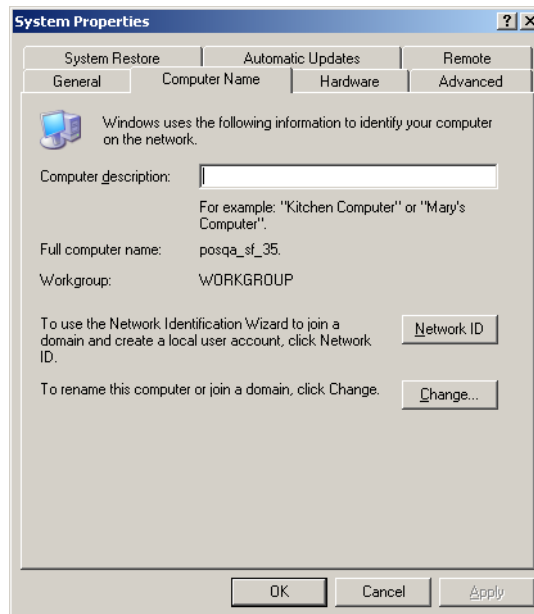 System Properties
System Restore Automatic Updates Remote
General Computer Name Hardware Advanced
Windows uses the following information to identify your computer
on the network.
Computer description:
For example: "Kitchen Computer" or "Mary's
Computer".
Full computer name: posqa_sf_35.
Workgroup: WORKGROUP
To use the Network Identification Wizard to join a
domain and create a local user account, click Network
ID.
Network ID
To rename this computer or join a domain, click Change.
Change...
OK Cancel Apply